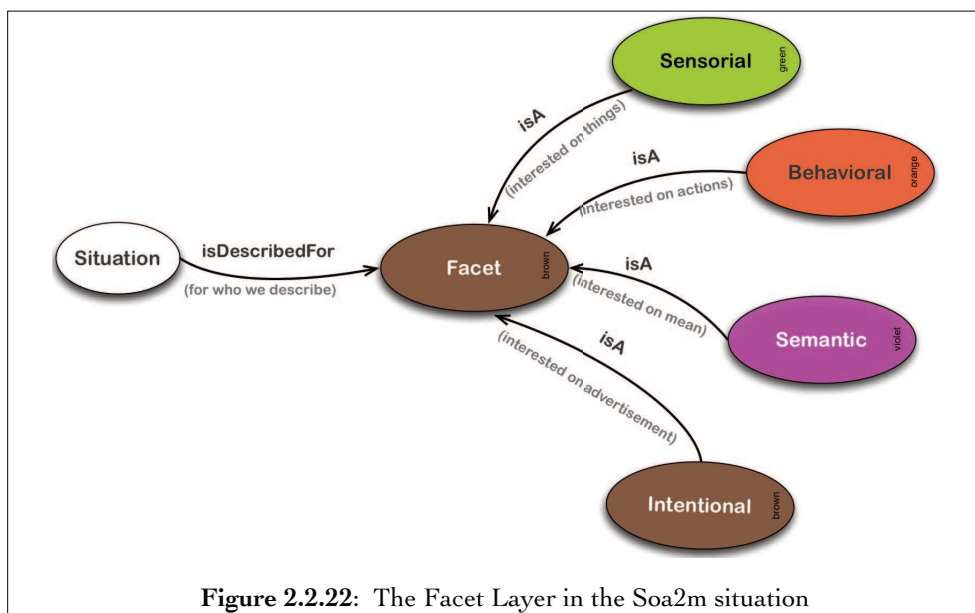 Sensorial
green
isA
(interested on things)
isA
Behavioral
orange
(interested on actions)
Situation
isDescribedFor
(for who we describe)
Facet
brown
isA
(interested on mean)
Semantic
violet
isA
(interested on advertisement)
Intentional
brown
Figure 2.2.22: The Facet Layer in the Soa2m situation